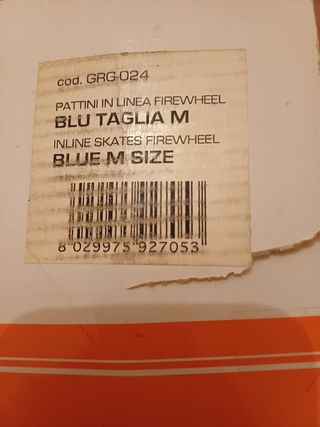 cod. GRG 024
PATTINI IN LINEA FIREWHEEL
BLU TAGLIA M
INLINE SKATES FIREWHEEL
BLUE M SIZE
8 029975 927053